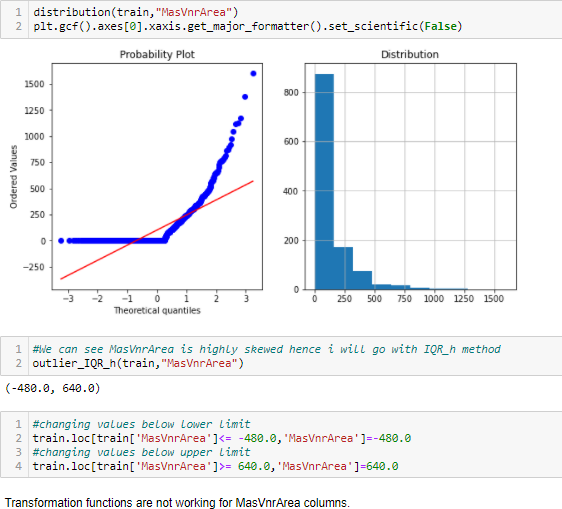 1 distribution(train,"MasVnrArea")
2 plt.gcf().axes[0].xaxis.get_major_formatter().set_scientific(False)
Probability Plot
Distribution
1500
1250
1000
750
500
250
0
−250
Ordered Values
−3 −2 −1 0 1 2 3
Theoretical quantiles
800
600
400
200
0
0 250 500 750 1000 1250 1500
1 #We can see MasVnrArea is highly skewed hence i will go with IQR_h method
2 outlier_IQR_h(train,"MasVnrArea")
(-480.0, 640.0)
1 #changing values below lower limit
2 train.loc[train['MasVnrArea']<= -480.0,'MasVnrArea']=-480.0
3 #changing values below upper limit
4 train.loc[train['MasVnrArea']>= 640.0,'MasVnrArea']=640.0
Transformation functions are not working for MasVnrArea columns.